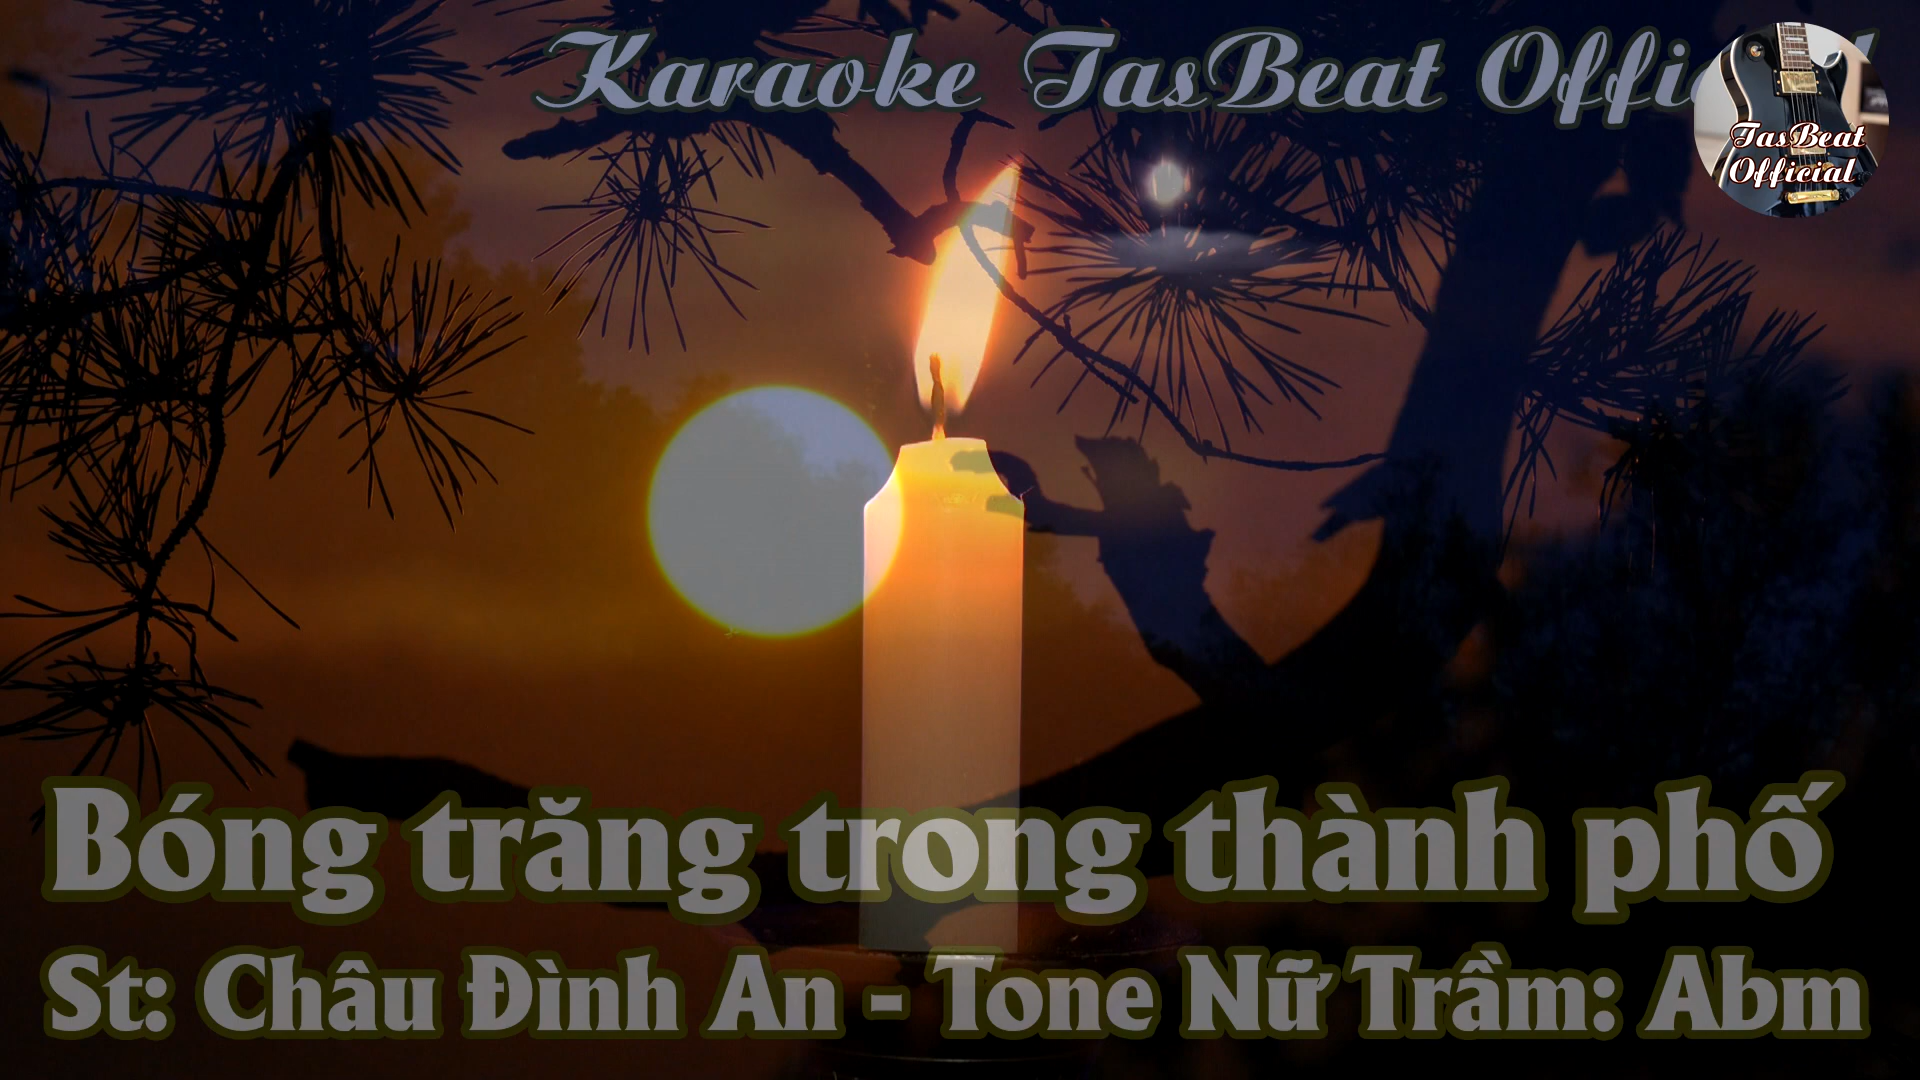 Karaoke TasBeat Offic
TasBeat
Official
Bóng trăng trong thành phố
St: Châu Đình An - Tone Nữ Trầm: Abm